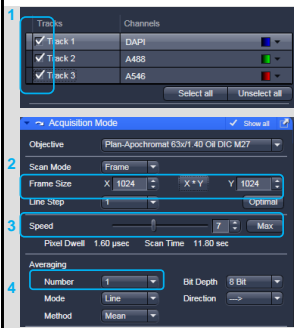 1
Tracks Channels
Track 1 DAPI
Track 2 A488
Track 3 A546
Select all Unselect all
Acquisition Mode Show all
Objective Plan-Apochromat 63x/1.40 Oil DIC M27
2
Scan Mode Frame
Frame Size X 1024 X*Y Y 1024
Line Step 1 Optimal
3
Speed 7 Max
Pixel Dwell 1.60 µsec Scan Time 11.80 sec
Averaging
4
Number 1 Bit Depth 8 Bit
Mode Line Direction --->
Method Mean